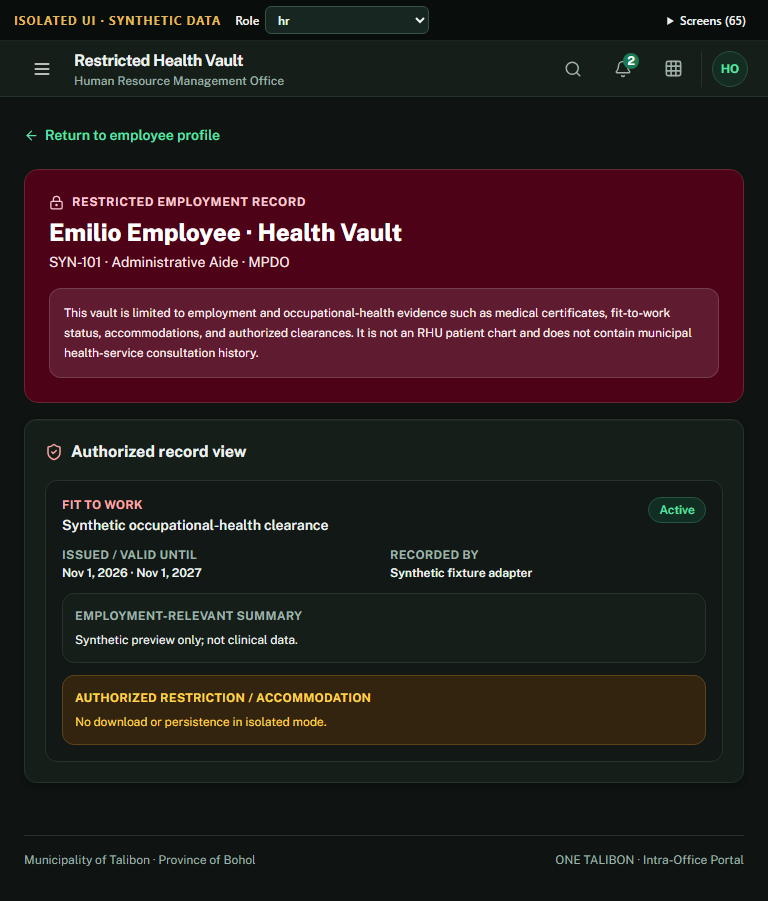 ISOLATED UI · SYNTHETIC DATA Role hr Screens (65)
Restricted Health Vault
Human Resource Management Office
2
HO
Return to employee profile
RESTRICTED EMPLOYMENT RECORD
Emilio Employee · Health Vault
SYN-101 · Administrative Aide · MPDO
This vault is limited to employment and occupational-health evidence such as medical certificates, fit-to-work
status, accommodations, and authorized clearances. It is not an RHU patient chart and does not contain municipal
health-service consultation history.
Authorized record view
FIT TO WORK
Synthetic occupational-health clearance
Active
ISSUED / VALID UNTIL
Nov 1, 2026 · Nov 1, 2027
RECORDED BY
Synthetic fixture adapter
EMPLOYMENT-RELEVANT SUMMARY
Synthetic preview only; not clinical data.
AUTHORIZED RESTRICTION / ACCOMMODATION
No download or persistence in isolated mode.
Municipality of Talibon · Province of Bohol
ONE TALIBON · Intra-Office Portal